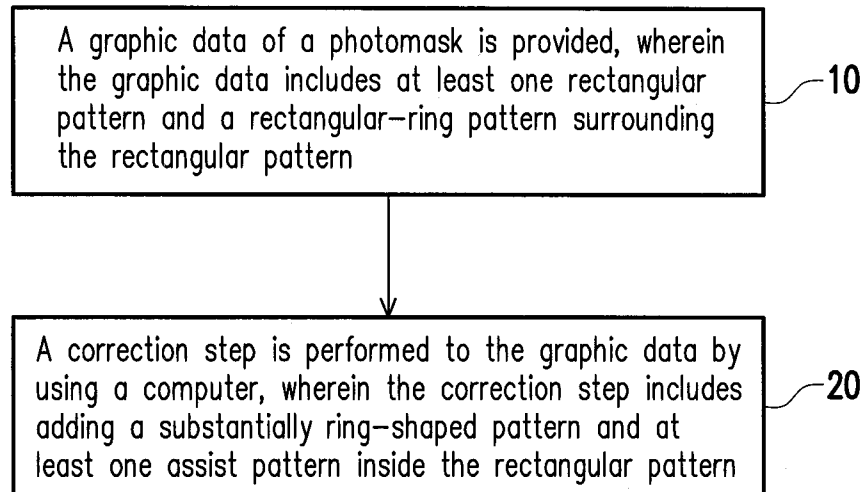 A graphic data of a photomask is provided, wherein
the graphic data includes at least one rectangular
pattern and a rectangular-ring pattern surrounding
the rectangular pattern
10
A correction step is performed to the graphic data by
using a computer, wherein the correction step includes
adding a substantially ring-shaped pattern and at
least one assist pattern inside the rectangular pattern
20